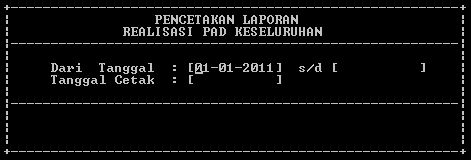 PENCETAKAN LAPORAN
REALISASI PAD KESELURUHAN
Dari Tanggal : [01-01-2011] s/d [ ]
Tanggal Cetak : [ ]